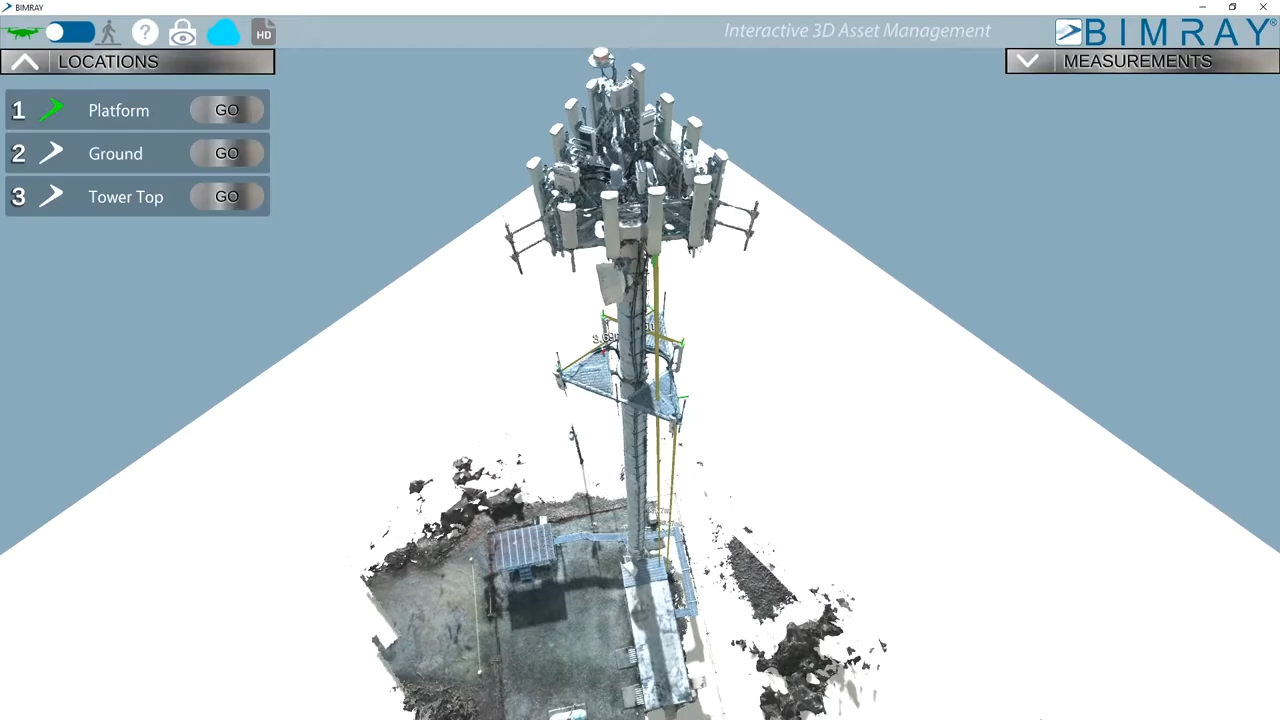 BIMRAY
?
HD
Interactive 3D Asset Management
BIMRAY®
LOCATIONS
MEASUREMENTS
1 Platform GO
2 Ground GO
3 Tower Top GO